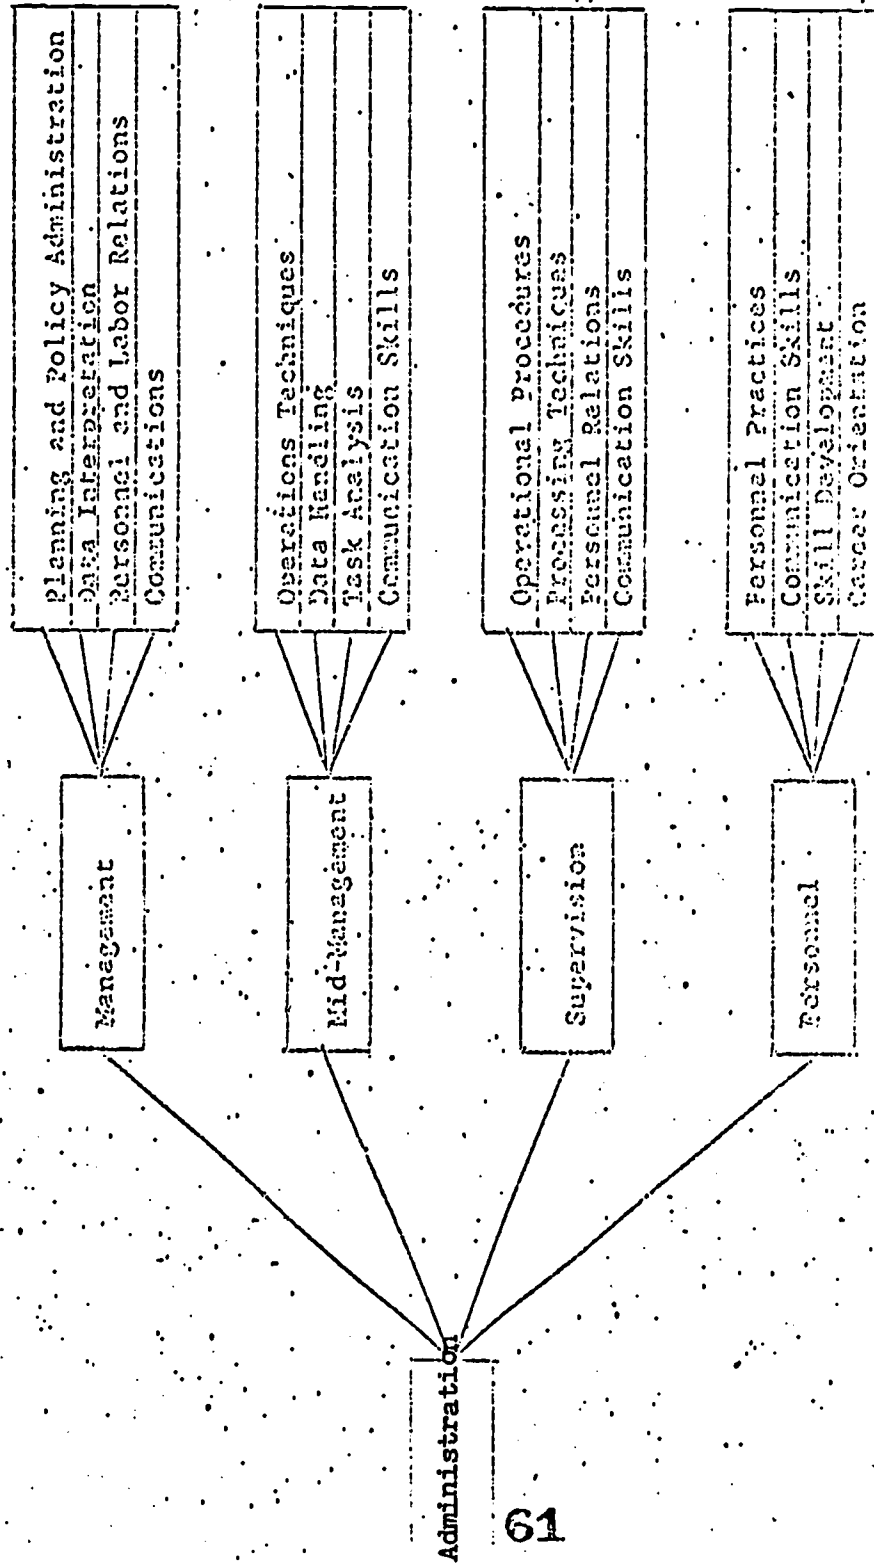 Administration
Management
Planning and Policy Administration
Data Interpretation
Personnel and Labor Relations
Communications
Mid-Management
Operations Techniques
Data Handling
Task Analysis
Communication Skills
Supervision
Operational Procedures
Processing Techniques
Personnel Relations
Communication Skills
Personnel
Personnal Practices
Communication Skills
Skill Development
Career Orientation
61